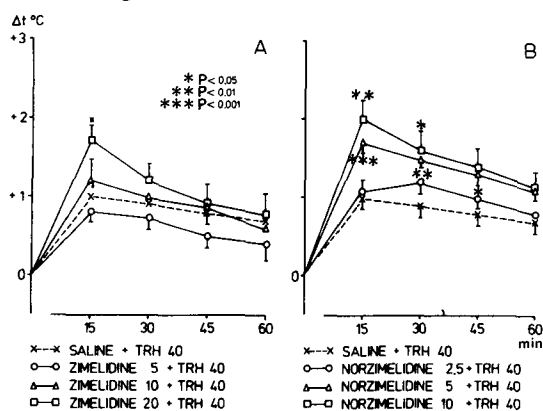 Δt °C
+3
+2
+1
0
A
* P< 0,05
** P< 0.01
*** P< 0.001
*
15
30
45
60
×--× SALINE + TRH 40
○—○ ZIMELIDINE 5 + TRH 40
△—△ ZIMELIDINE 10 + TRH 40
□—□ ZIMELIDINE 20 + TRH 40
B
**
*
***
**
*
15
30
45
60
min
×--× SALINE + TRH 40
○—○ NORZIMELIDINE 2,5 + TRH 40
△—△ NORZIMELIDINE 5 + TRH 40
□—□ NORZIMELIDINE 10 + TRH 40